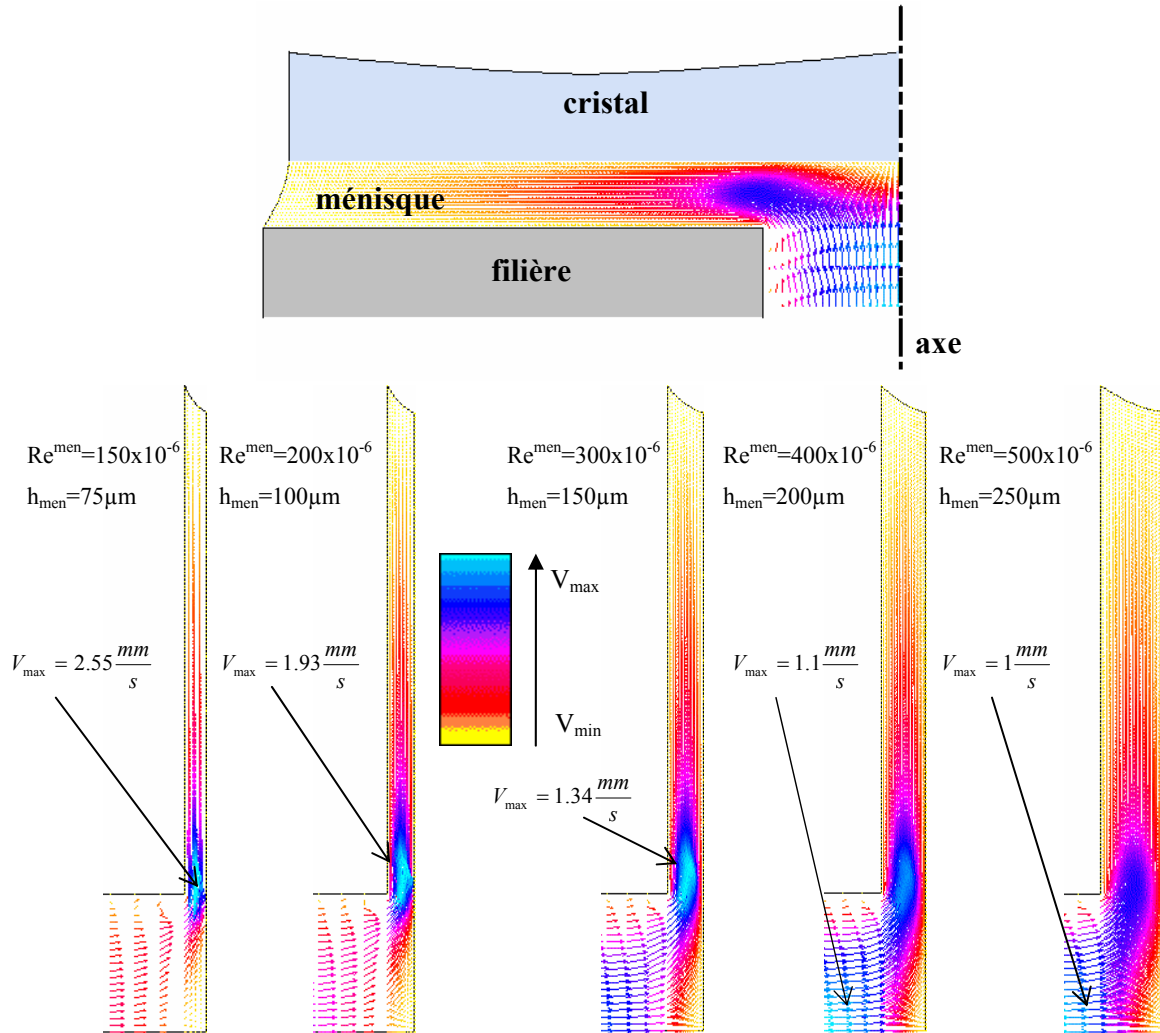 cristal
ménisque
filière
axe
Re^men=150x10^-6
h_men=75µm
Re^men=200x10^-6
h_men=100µm
Re^men=300x10^-6
h_men=150µm
Re^men=400x10^-6
h_men=200µm
Re^men=500x10^-6
h_men=250µm
V_max
V_min
V_max = 2.55 mm/s
V_max = 1.93 mm/s
V_max = 1.34 mm/s
V_max = 1.1 mm/s
V_max = 1 mm/s